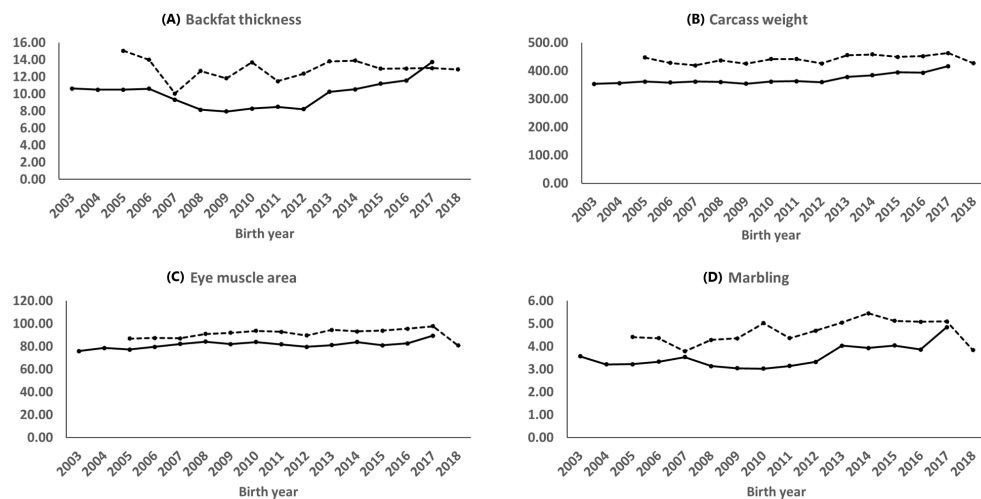 (A) Backfat thickness
16.00
14.00
12.00
10.00
8.00
6.00
4.00
2.00
0.00
2003 2004 2005 2006 2007 2008 2009 2010 2011 2012 2013 2014 2015 2016 2017 2018
Birth year
(B) Carcass weight
500.00
400.00
300.00
200.00
100.00
0.00
2003 2004 2005 2006 2007 2008 2009 2010 2011 2012 2013 2014 2015 2016 2017 2018
Birth year
(C) Eye muscle area
120.00
100.00
80.00
60.00
40.00
20.00
0.00
2003 2004 2005 2006 2007 2008 2009 2010 2011 2012 2013 2014 2015 2016 2017 2018
Birth year
(D) Marbling
6.00
5.00
4.00
3.00
2.00
1.00
0.00
2003 2004 2005 2006 2007 2008 2009 2010 2011 2012 2013 2014 2015 2016 2017 2018
Birth year